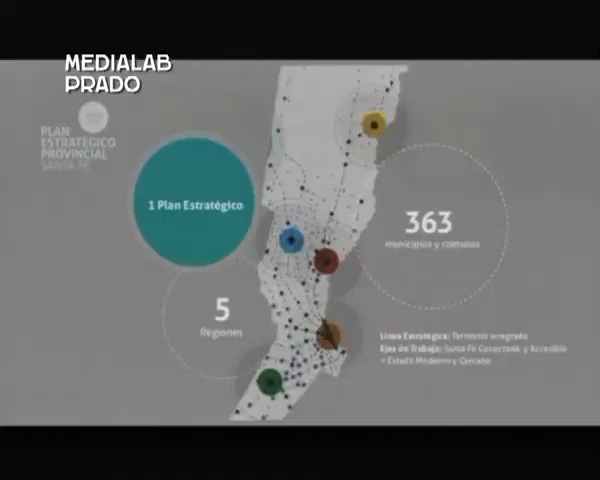 MEDIALAB
PRADO
PLAN
ESTRATÉGICO
PROVINCIAL
SANTA FE
1 Plan Estratégico
363
municipios y comunas
5
Regiones
Línea Estratégica: Territorio Integrado
Ejes de Trabajo: Santa Fe Conectada y Accesible
+ Estado Moderno y Cercano